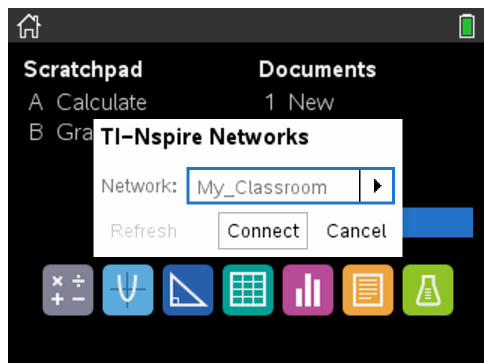 Scratchpad
Documents
A Calculate
1 New
B Gra
TI-Nspire Networks
Network: My_Classroom
Refresh Connect Cancel